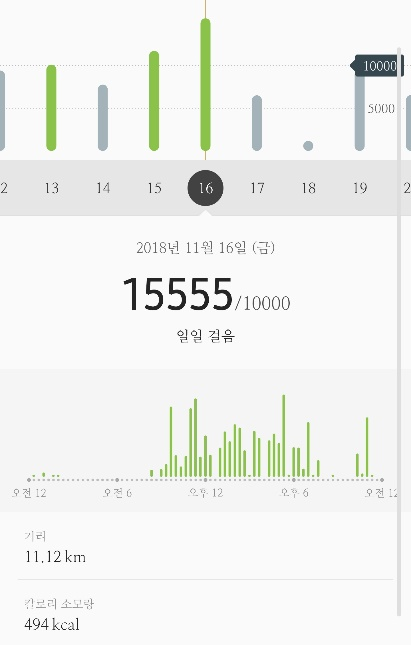 10000
5000
2 13 14 15 16 17 18 19 2
2018년 11월 16일 (금)
15555/10000
일일 걸음
오전 12 오전 6 오후 12 오후 6 오전 12
거리
11.12 km
칼로리 소모량
494 kcal